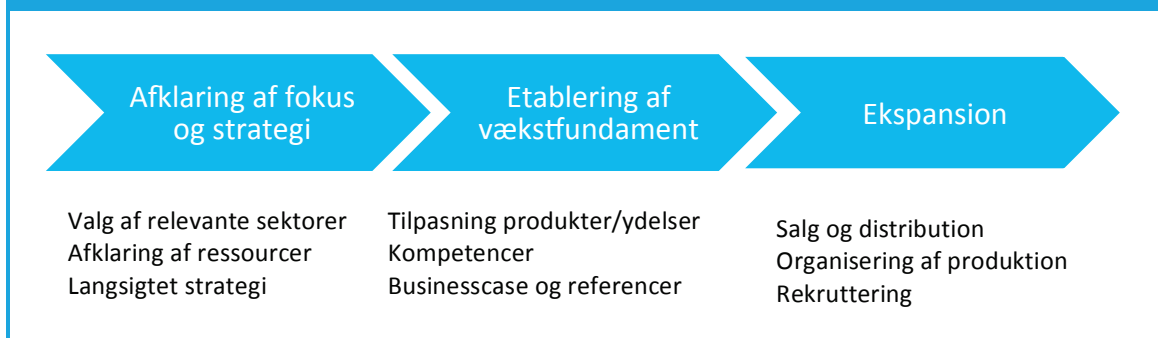 Afklaring af fokus
og strategi
Etablering af
vækstfundament
Ekspansion
Valg af relevante sektorer
Afklaring af ressourcer
Langsigtet strategi
Tilpasning produkter/ydelser
Kompetencer
Businesscase og referencer
Salg og distribution
Organisering af produktion
Rekruttering